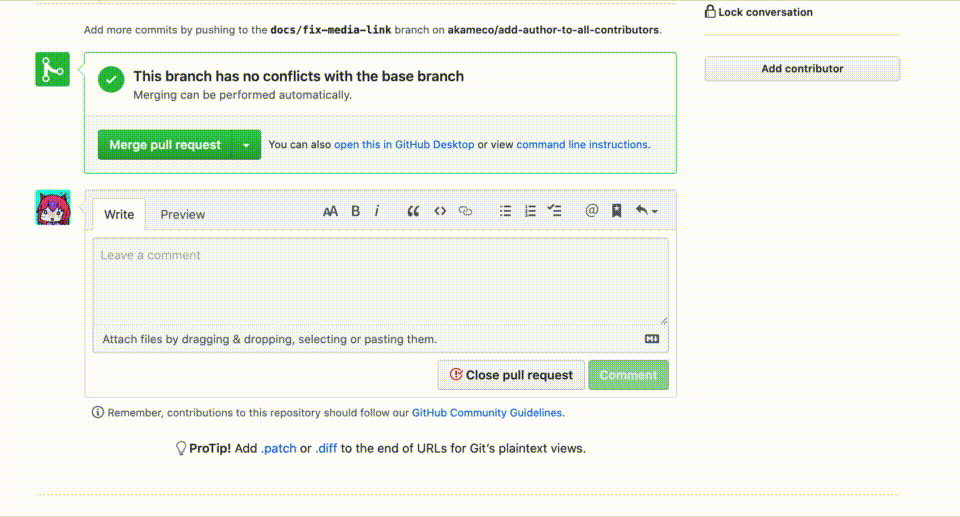 Lock conversation
Add more commits by pushing to the docs/fix-media-link branch on akameco/add-author-to-all-contributors.
Add contributor
This branch has no conflicts with the base branch
Merging can be performed automatically.
Merge pull request
You can also open this in GitHub Desktop or view command line instructions.
Write Preview AA B i
Leave a comment
Attach files by dragging & dropping, selecting or pasting them.
Close pull request Comment
Remember, contributions to this repository should follow our GitHub Community Guidelines.
ProTip! Add .patch or .diff to the end of URLs for Git's plaintext views.